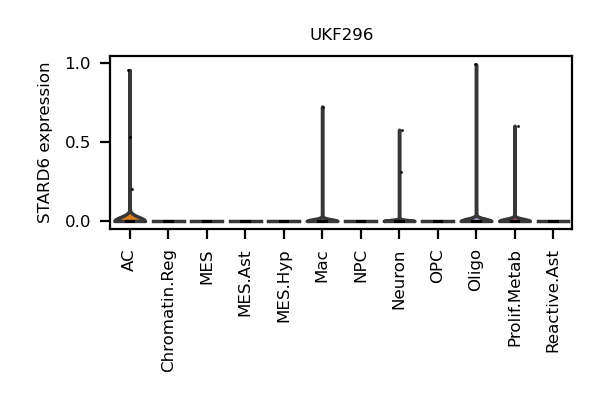 UKF296
STARD6 expression
1.0
0.5
0.0
AC
Chromatin.Reg
MES
MES.Ast
MES.Hyp
Mac
NPC
Neuron
OPC
Oligo
Prolif.Metab
Reactive.Ast